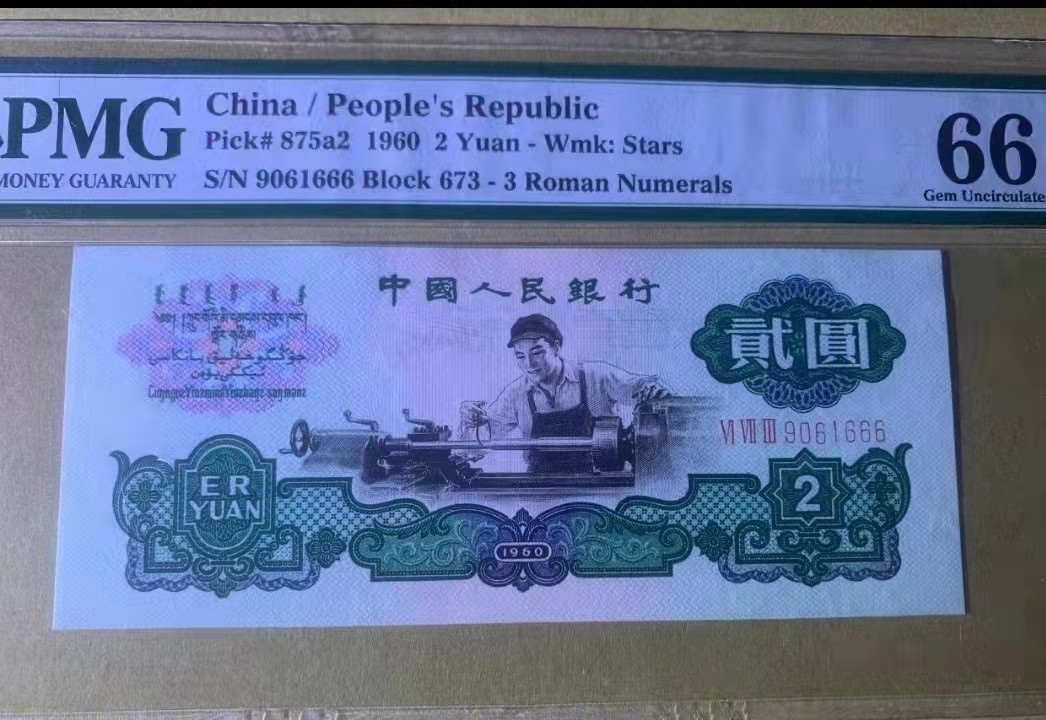 PMG
MONEY GUARANTY
China / People's Republic
Pick# 875a2 1960 2 Yuan - Wmk: Stars
S/N 9061666 Block 673 - 3 Roman Numerals
66
Gem Uncirculate
中國人民銀行
貳圓
VI VII III 9061666
ER
YUAN
2
1960